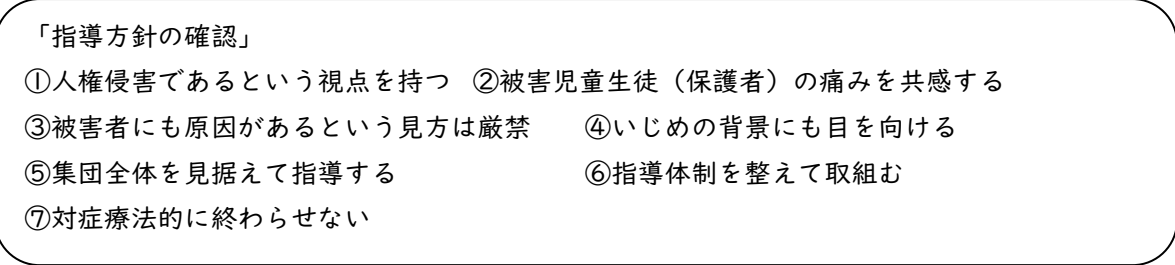 「指導方針の確認」
①人権侵害であるという視点を持つ ②被害児童生徒（保護者）の痛みを共感する
③被害者にも原因があるという見方は厳禁 ④いじめの背景にも目を向ける
⑤集団全体を見据えて指導する ⑥指導体制を整えて取組む
⑦対症療法的に終わらせない